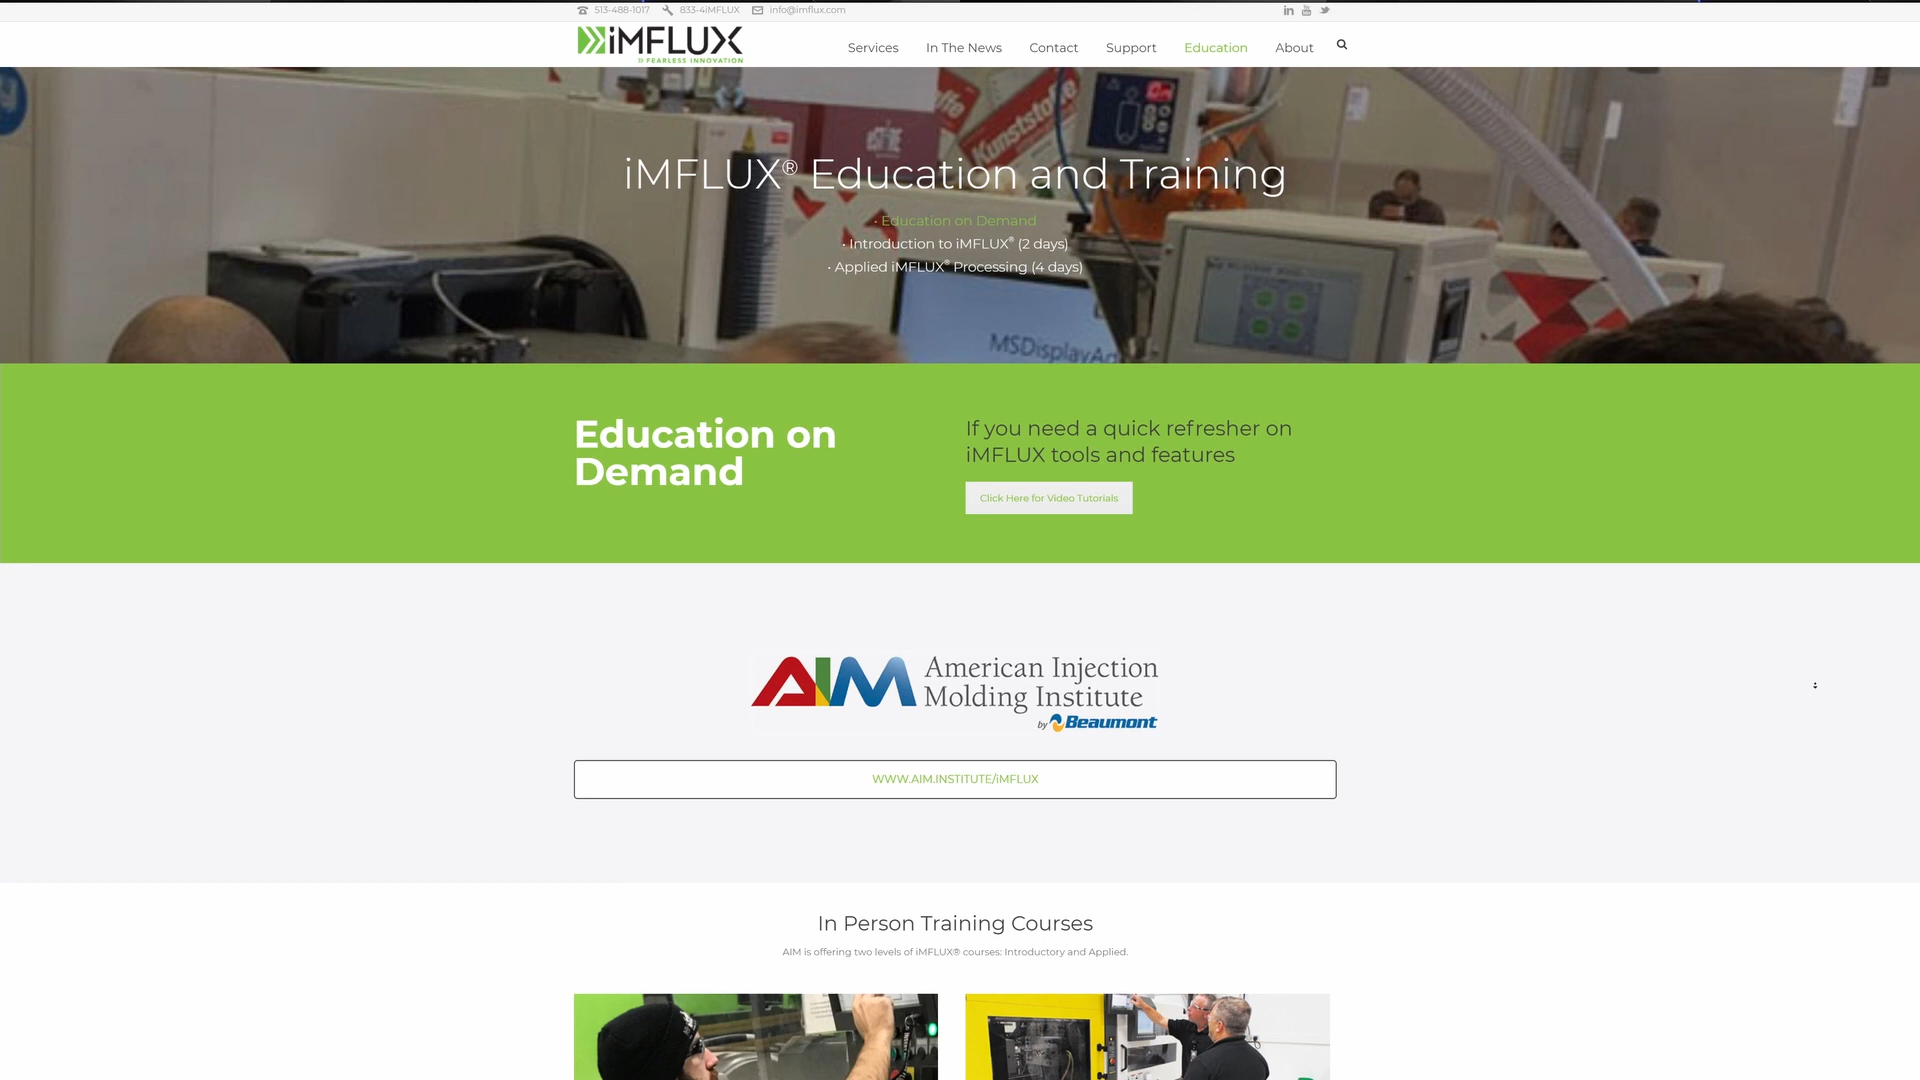 513-488-1017 833-4iMFLUX info@imflux.com
iMFLUX
FEARLESS INNOVATION
Services In The News Contact Support Education About
Kunststoffe
iMFLUX® Education and Training
• Education on Demand
• Introduction to iMFLUX® (2 days)
• Applied iMFLUX® Processing (4 days)
MSDisplayAd
Education on
Demand
If you need a quick refresher on
iMFLUX tools and features
Click Here for Video Tutorials
AIM American Injection
Molding Institute
by Beaumont
WWW.AIM.INSTITUTE/iMFLUX
In Person Training Courses
AIM is offering two levels of iMFLUX® courses: Introductory and Applied.